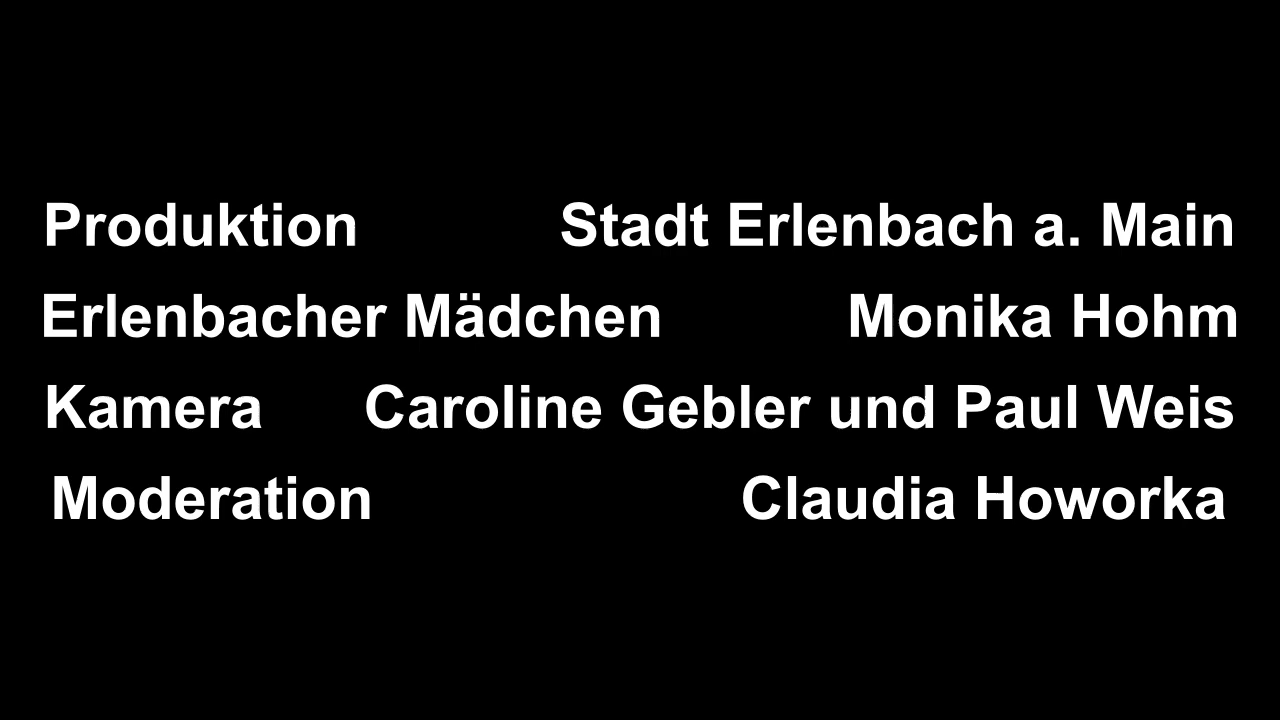 Produktion Stadt Erlenbach a. Main
Erlenbacher Mädchen Monika Hohm
Kamera Caroline Gebler und Paul Weis
Moderation Claudia Howorka